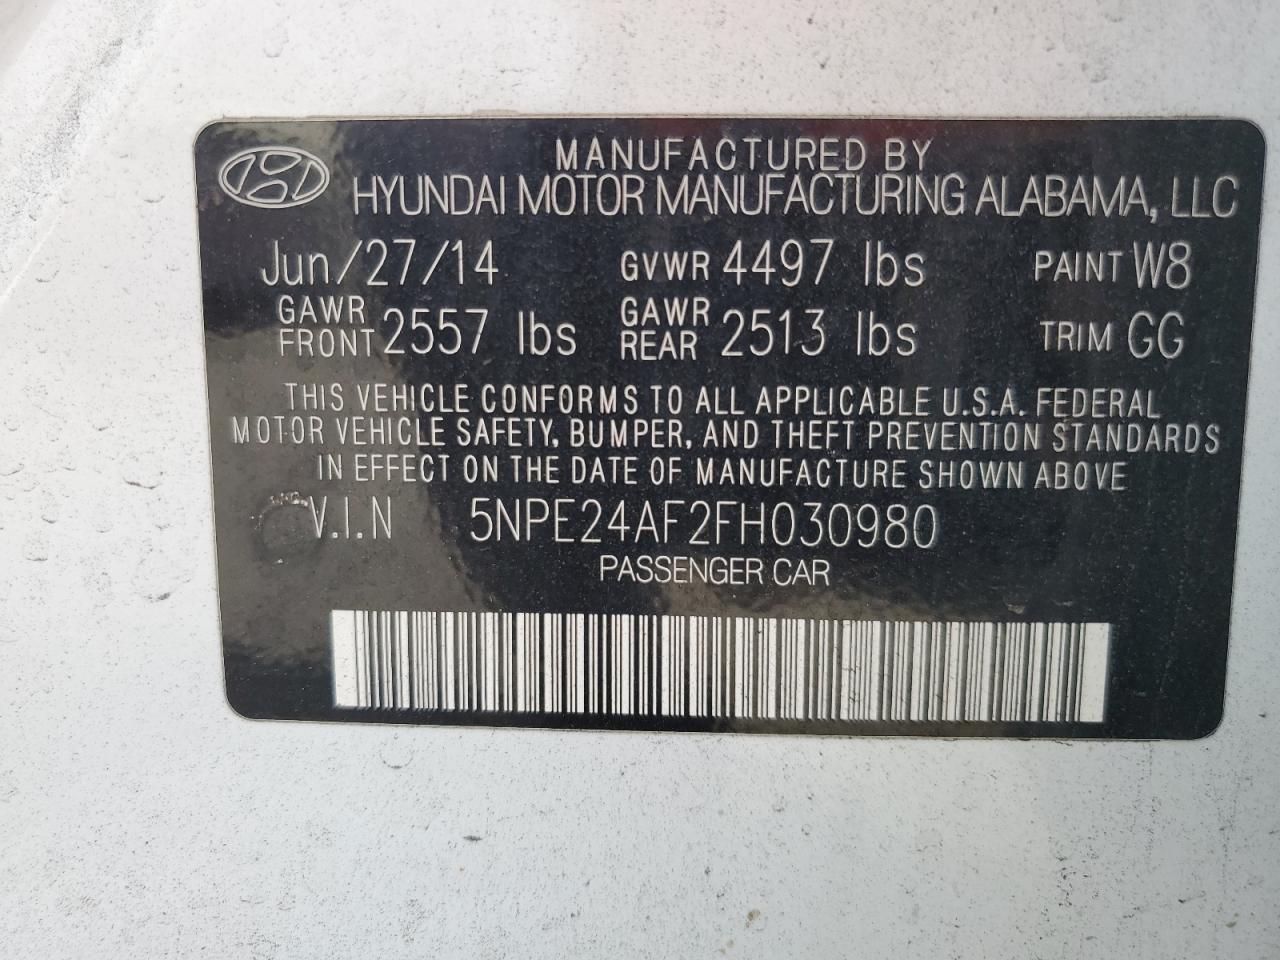 MANUFACTURED BY
HYUNDAI MOTOR MANUFACTURING ALABAMA, LLC
Jun/27/14 GVWR 4497 lbs PAINT W8
GAWR FRONT 2557 lbs GAWR REAR 2513 lbs TRIM GG
THIS VEHICLE CONFORMS TO ALL APPLICABLE U.S.A. FEDERAL
MOTOR VEHICLE SAFETY, BUMPER, AND THEFT PREVENTION STANDARDS
IN EFFECT ON THE DATE OF MANUFACTURE SHOWN ABOVE
V.I.N 5NPE24AF2FH030980
PASSENGER CAR